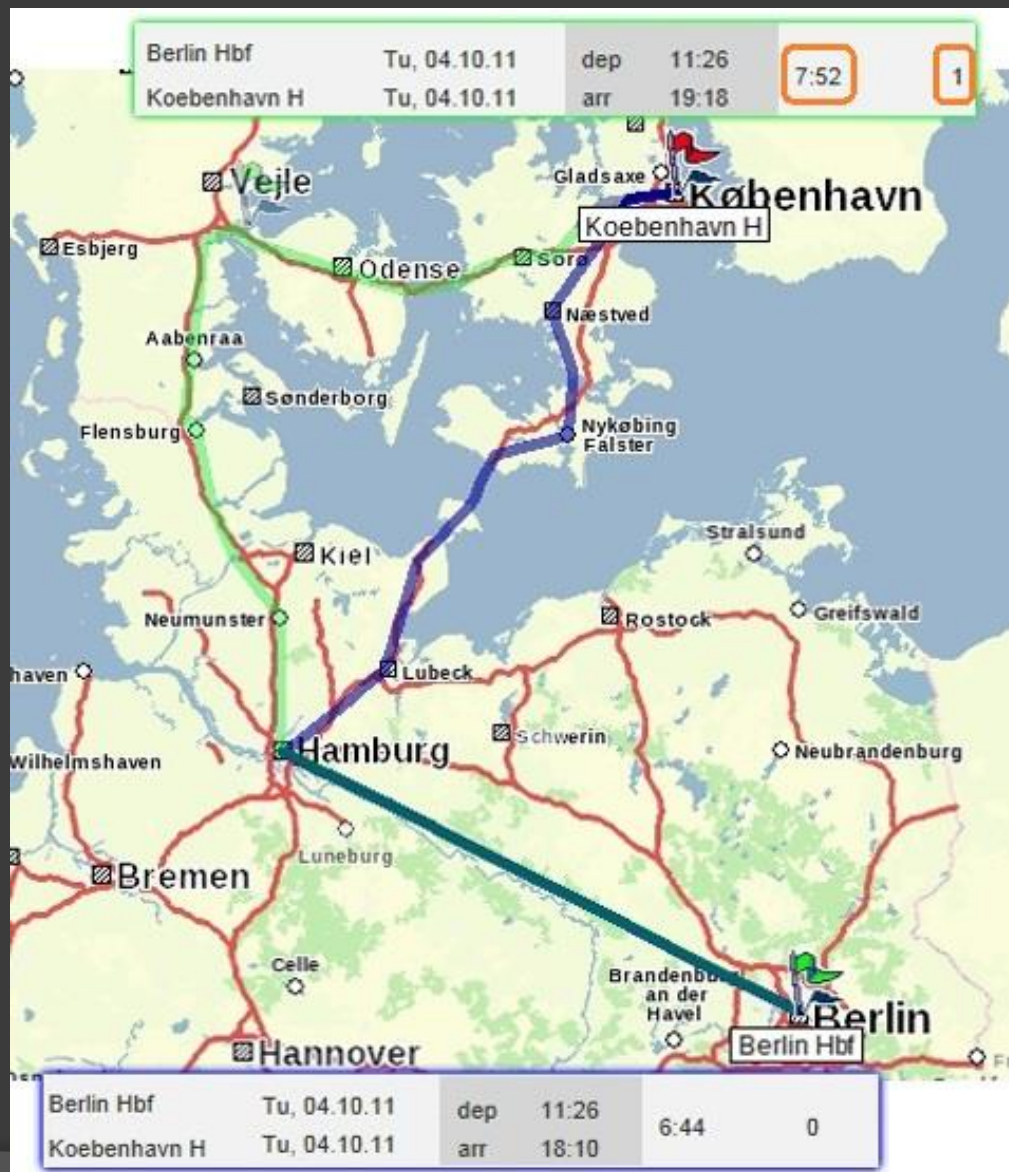 Berlin Hbf Tu, 04.10.11 dep 11:26 7:52 1
Koebenhavn H Tu, 04.10.11 arr 19:18
Gladsaxe
Vejle
København
Koebenhavn H
Esbjerg
Odense
Sorø
Næstved
Aabenraa
Sønderborg
Flensburg
Nykøbing
Falster
Stralsund
Kiel
Neumunster
Rostock
Greifswald
haven
Lubeck
Wilhelmshaven
Hamburg
Schwerin
Neubrandenburg
Luneburg
Bremen
Celle
Brandenburg
an der
Havel
Berlin
Hannover
Berlin Hbf
Berlin Hbf Tu, 04.10.11 dep 11:26 6:44 0
Koebenhavn H Tu, 04.10.11 arr 18:10